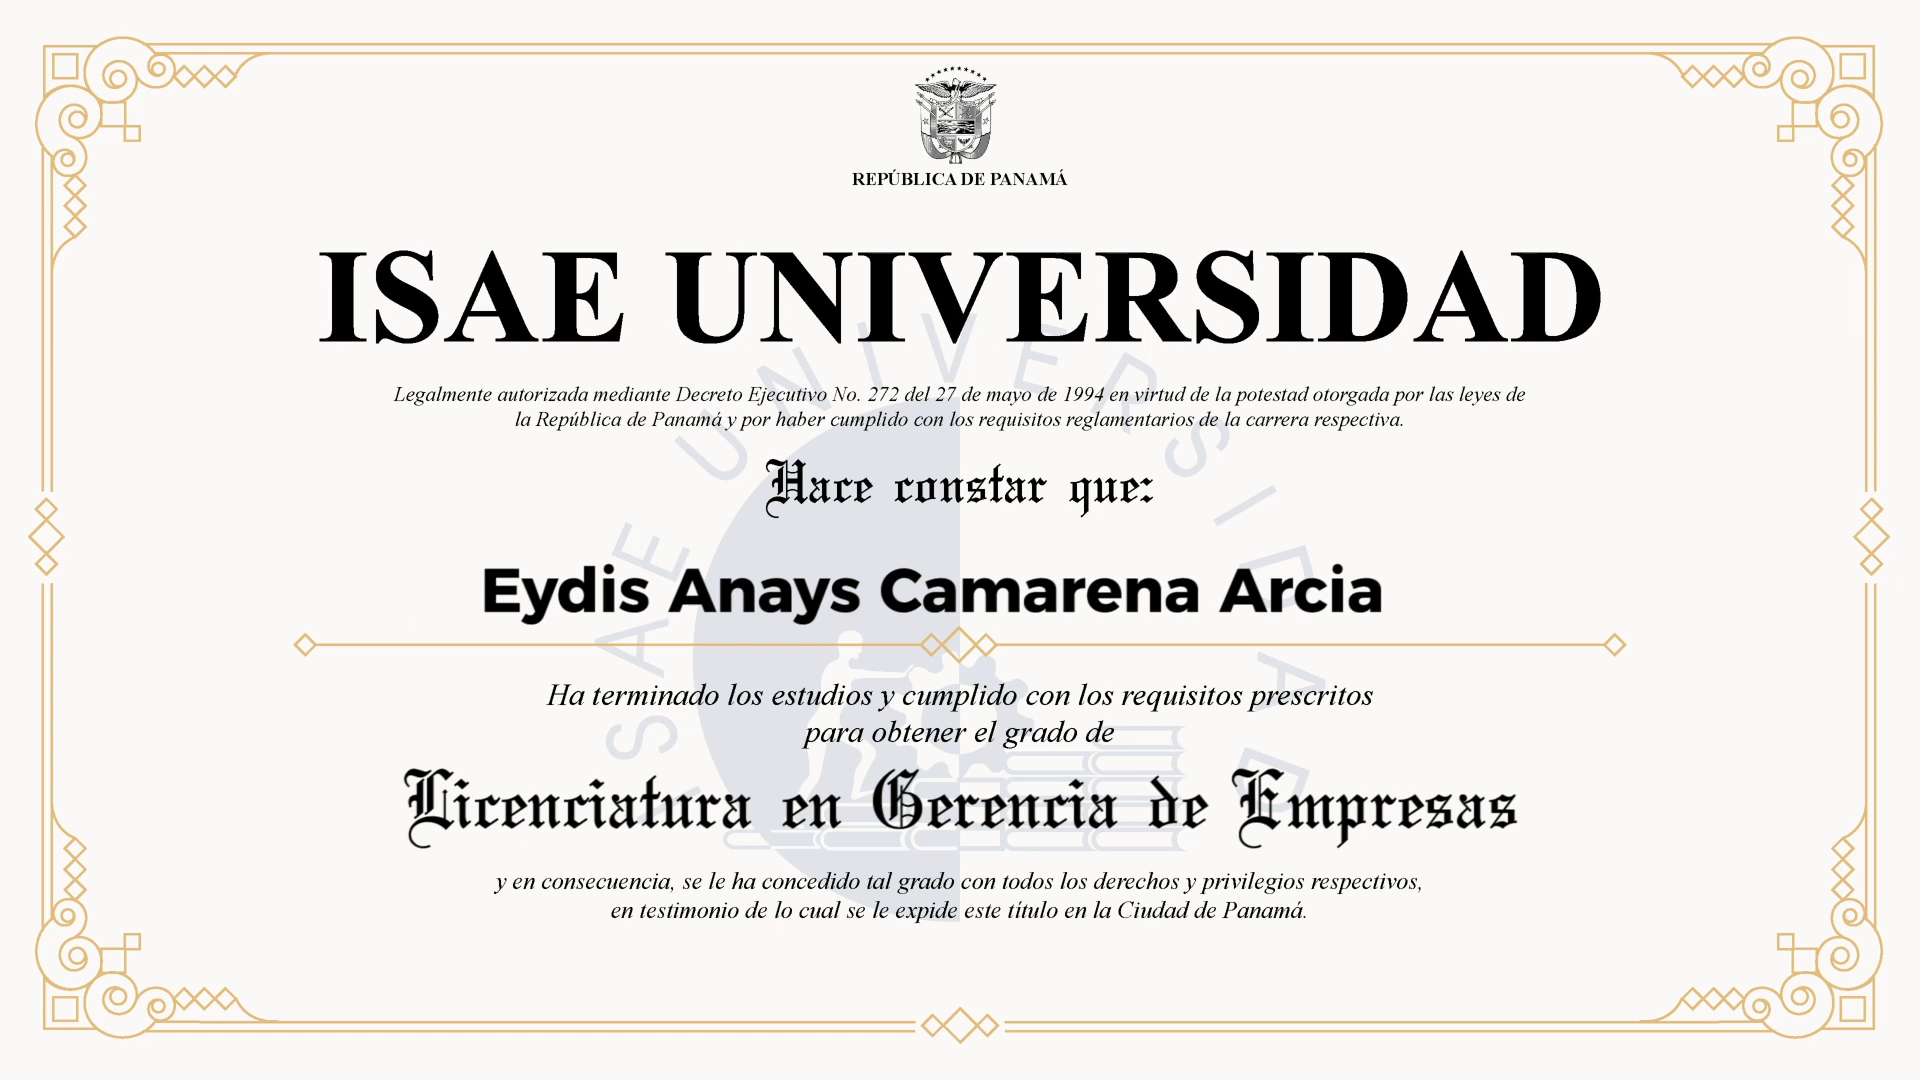 REPÚBLICA DE PANAMÁ
ISAE UNIVERSIDAD
Legalmente autorizada mediante Decreto Ejecutivo No. 272 del 27 de mayo de 1994 en virtud de la potestad otorgada por las leyes de
la República de Panamá y por haber cumplido con los requisitos reglamentarios de la carrera respectiva.
Hace constar que:
Eydis Anays Camarena Arcia
Ha terminado los estudios y cumplido con los requisitos prescritos
para obtener el grado de
Licenciatura en Gerencia de Empresas
y en consecuencia, se le ha concedido tal grado con todos los derechos y privilegios respectivos,
en testimonio de lo cual se le expide este título en la Ciudad de Panamá.
ISAE UNIVERSIDAD